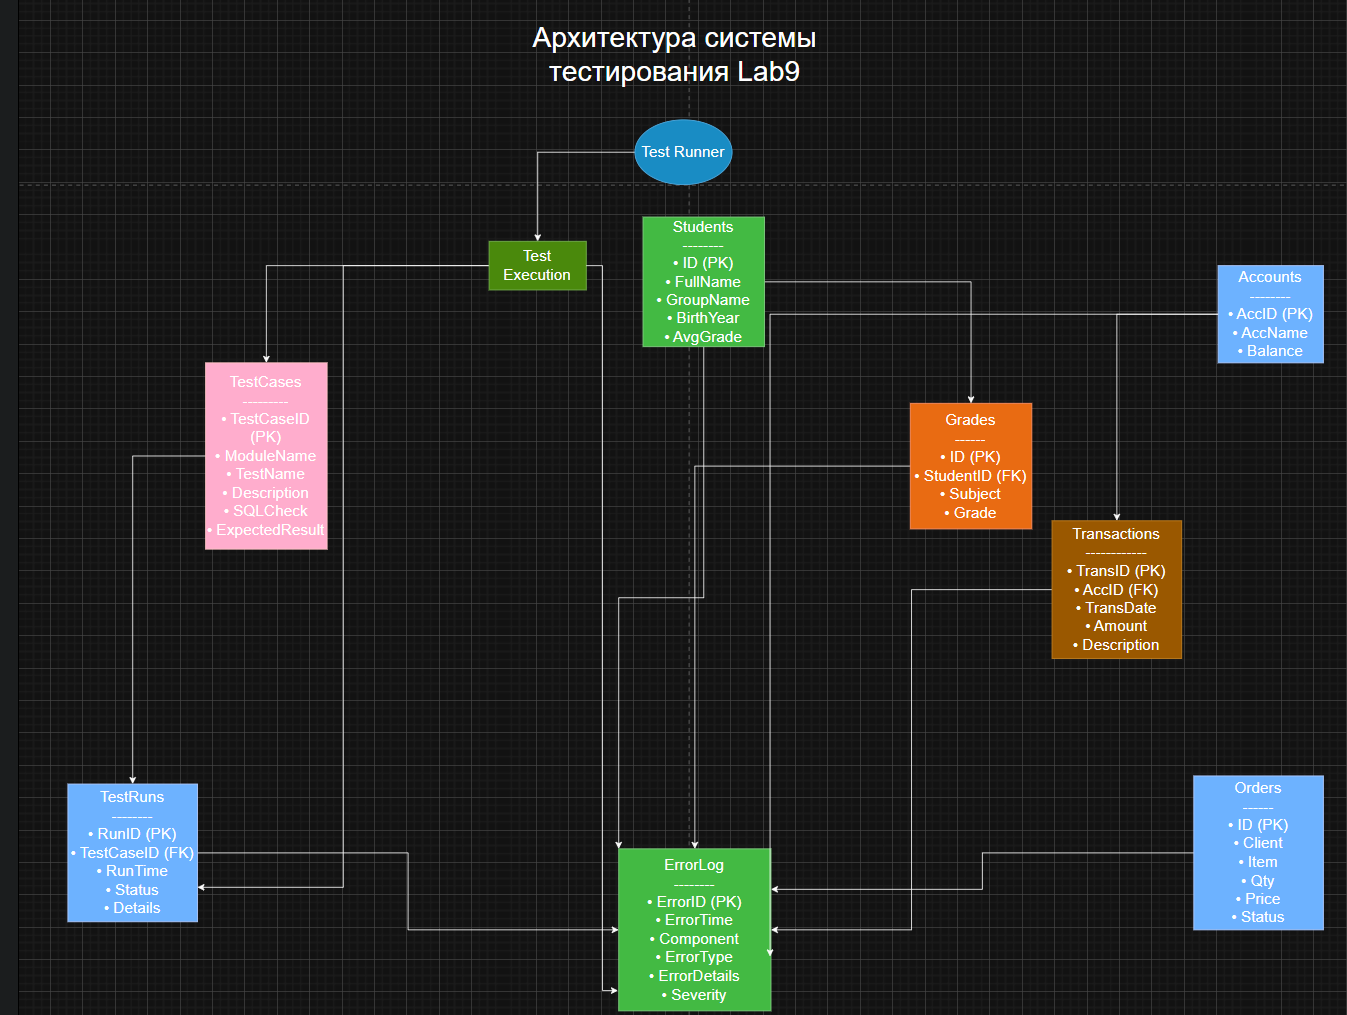 Архитектура системы
тестирования Lab9
Test Runner
Test
Execution
Students
--------
• ID (PK)
• FullName
• GroupName
• BirthYear
• AvgGrade
Accounts
--------
• AccID (PK)
• AccName
• Balance
TestCases
---------
• TestCaseID
(PK)
• ModuleName
• TestName
• Description
• SQLCheck
• ExpectedResult
Grades
------
• ID (PK)
• StudentID (FK)
• Subject
• Grade
Transactions
------------
• TransID (PK)
• AccID (FK)
• TransDate
• Amount
• Description
TestRuns
--------
• RunID (PK)
• TestCaseID (FK)
• RunTime
• Status
• Details
ErrorLog
--------
• ErrorID (PK)
• ErrorTime
• Component
• ErrorType
• ErrorDetails
• Severity
Orders
------
• ID (PK)
• Client
• Item
• Qty
• Price
• Status